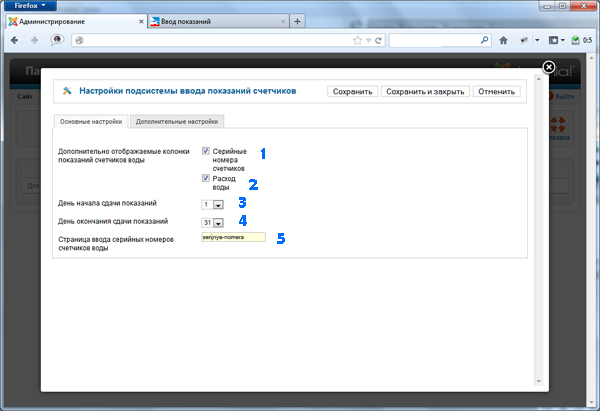 Firefox
Администрирование
Ввод показаний
0.5
Па
Сайт
Выйти
равка
Для
Настройки подсистемы ввода показаний счетчиков
Сохранить
Сохранить и закрыть
Отменить
Основные настройки
Дополнительные настройки
Дополнительно отображаемые колонки
показаний счетчиков воды
Серийные
номера
счетчиков
1
Расход
воды
2
День начала сдачи показаний
1
3
День окончания сдачи показаний
31
4
Страница ввода серийных номеров
счетчиков воды
serijnye-nomera
5